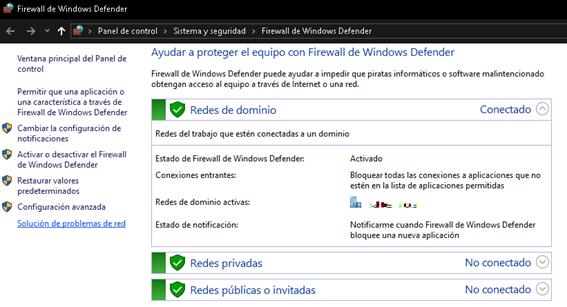 Firewall de Windows Defender
Panel de control > Sistema y seguridad > Firewall de Windows Defender
Ventana principal del Panel de
control
Permitir que una aplicación o
una característica a través de
Firewall de Windows Defender
Cambiar la configuración de
notificaciones
Activar o desactivar el Firewall
de Windows Defender
Restaurar valores
predeterminados
Configuración avanzada
Solución de problemas de red
Ayudar a proteger el equipo con Firewall de Windows Defender
Firewall de Windows Defender puede ayudar a impedir que piratas informáticos o software malintencionado
obtengan acceso al equipo a través de Internet o una red.
Redes de dominio Conectado
Redes del trabajo que estén conectadas a un dominio
Estado de Firewall de Windows Defender: Activado
Conexiones entrantes: Bloquear todas las conexiones a aplicaciones que no
estén en la lista de aplicaciones permitidas
Redes de dominio activas:
Estado de notificación: Notificarme cuando Firewall de Windows Defender
bloquee una nueva aplicación
Redes privadas No conectado
Redes públicas o invitadas No conectado